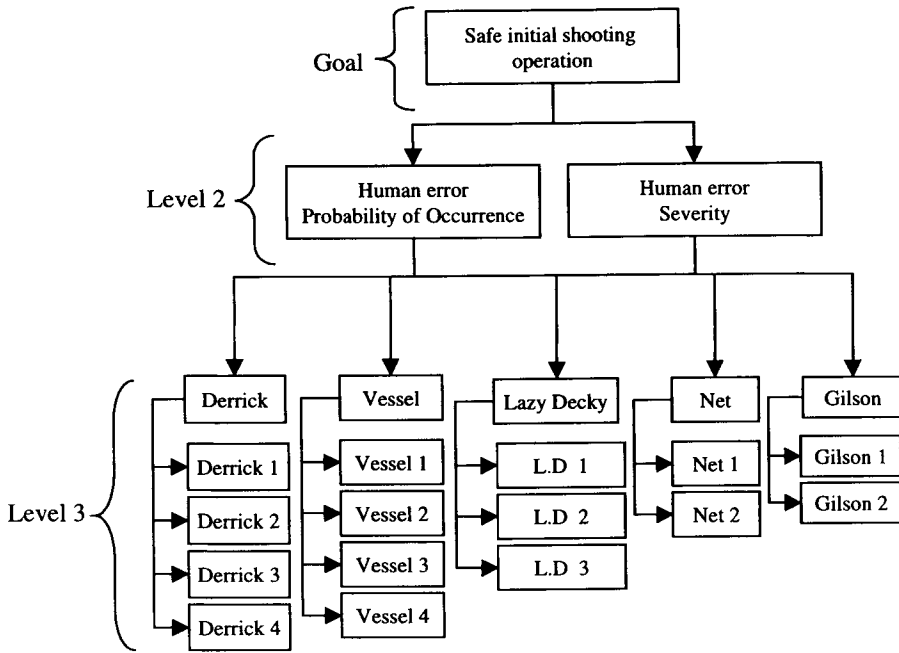 Goal
Safe initial shooting
operation
Level 2
Human error
Probability of Occurrence
Human error
Severity
Level 3
Derrick
Derrick 1
Derrick 2
Derrick 3
Derrick 4
Vessel
Vessel 1
Vessel 2
Vessel 3
Vessel 4
Lazy Decky
L.D 1
L.D 2
L.D 3
Net
Net 1
Net 2
Gilson
Gilson 1
Gilson 2